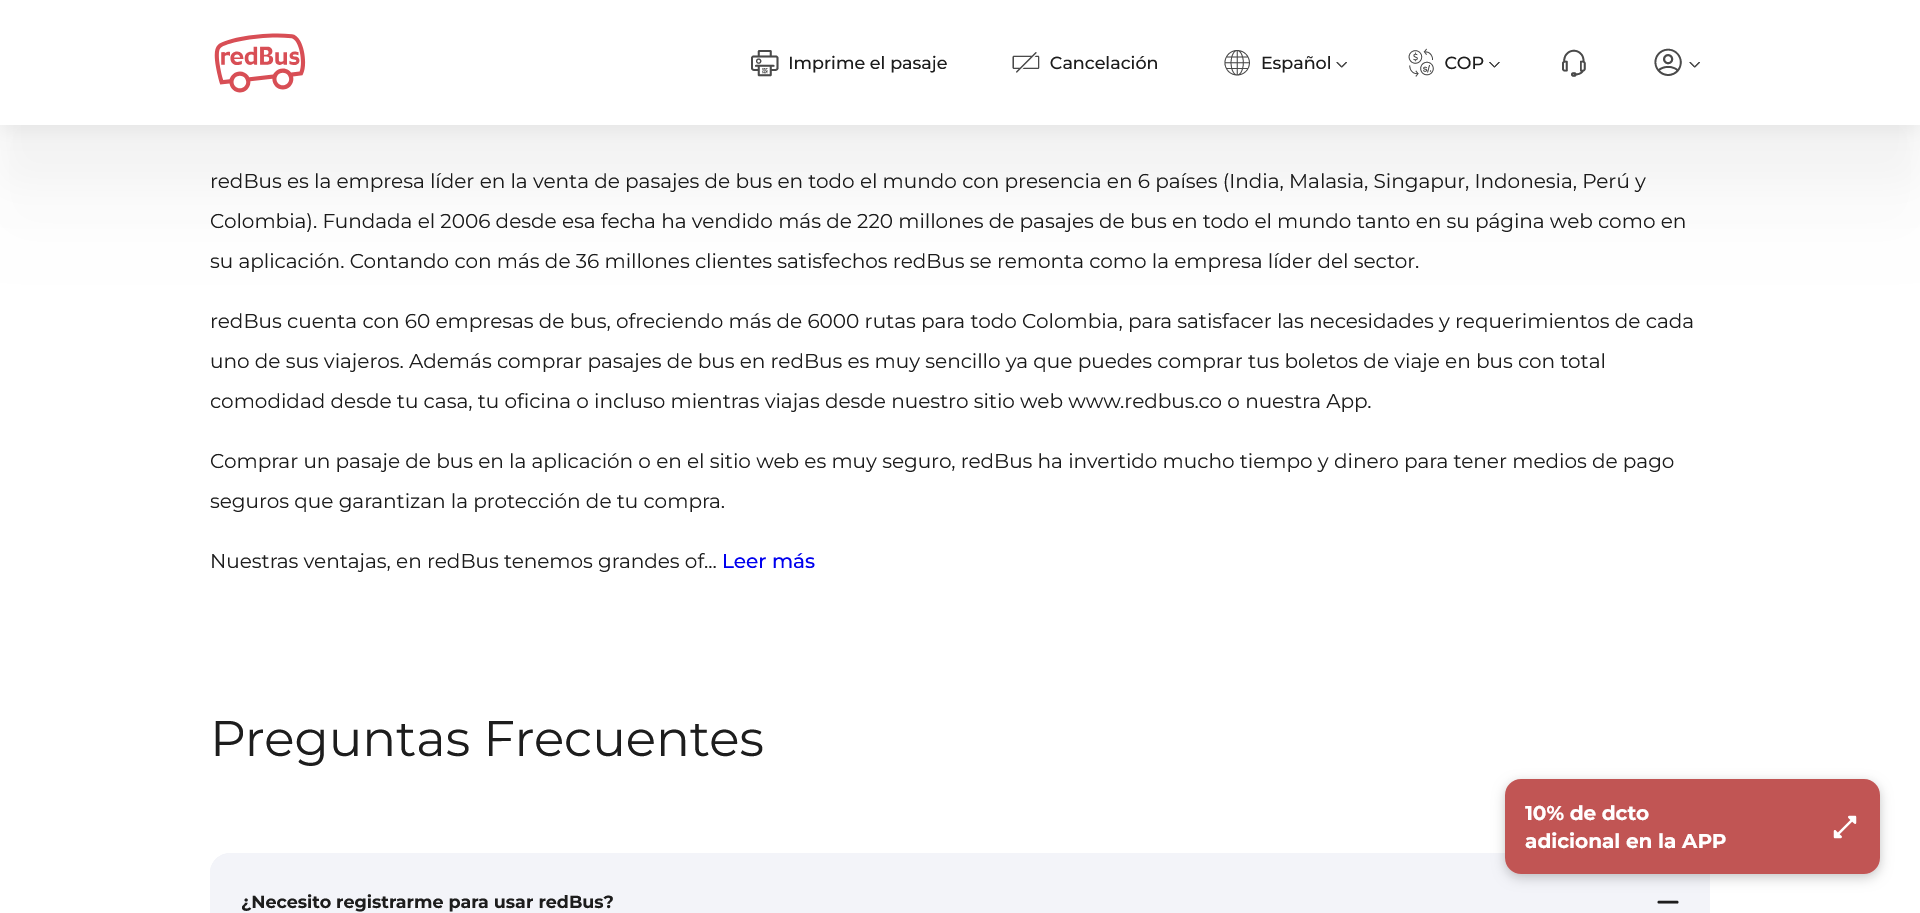 redBus
Imprime el pasaje
Cancelación
Español
COP
redBus es la empresa líder en la venta de pasajes de bus en todo el mundo con presencia en 6 países (India, Malasia, Singapur, Indonesia, Perú y
Colombia). Fundada el 2006 desde esa fecha ha vendido más de 220 millones de pasajes de bus en todo el mundo tanto en su página web como en
su aplicación. Contando con más de 36 millones clientes satisfechos redBus se remonta como la empresa líder del sector.
redBus cuenta con 60 empresas de bus, ofreciendo más de 6000 rutas para todo Colombia, para satisfacer las necesidades y requerimientos de cada
uno de sus viajeros. Además comprar pasajes de bus en redBus es muy sencillo ya que puedes comprar tus boletos de viaje en bus con total
comodidad desde tu casa, tu oficina o incluso mientras viajas desde nuestro sitio web www.redbus.co o nuestra App.
Comprar un pasaje de bus en la aplicación o en el sitio web es muy seguro, redBus ha invertido mucho tiempo y dinero para tener medios de pago
seguros que garantizan la protección de tu compra.
Nuestras ventajas, en redBus tenemos grandes of... Leer más
Preguntas Frecuentes
10% de dcto
adicional en la APP
¿Necesito registrarme para usar redBus?